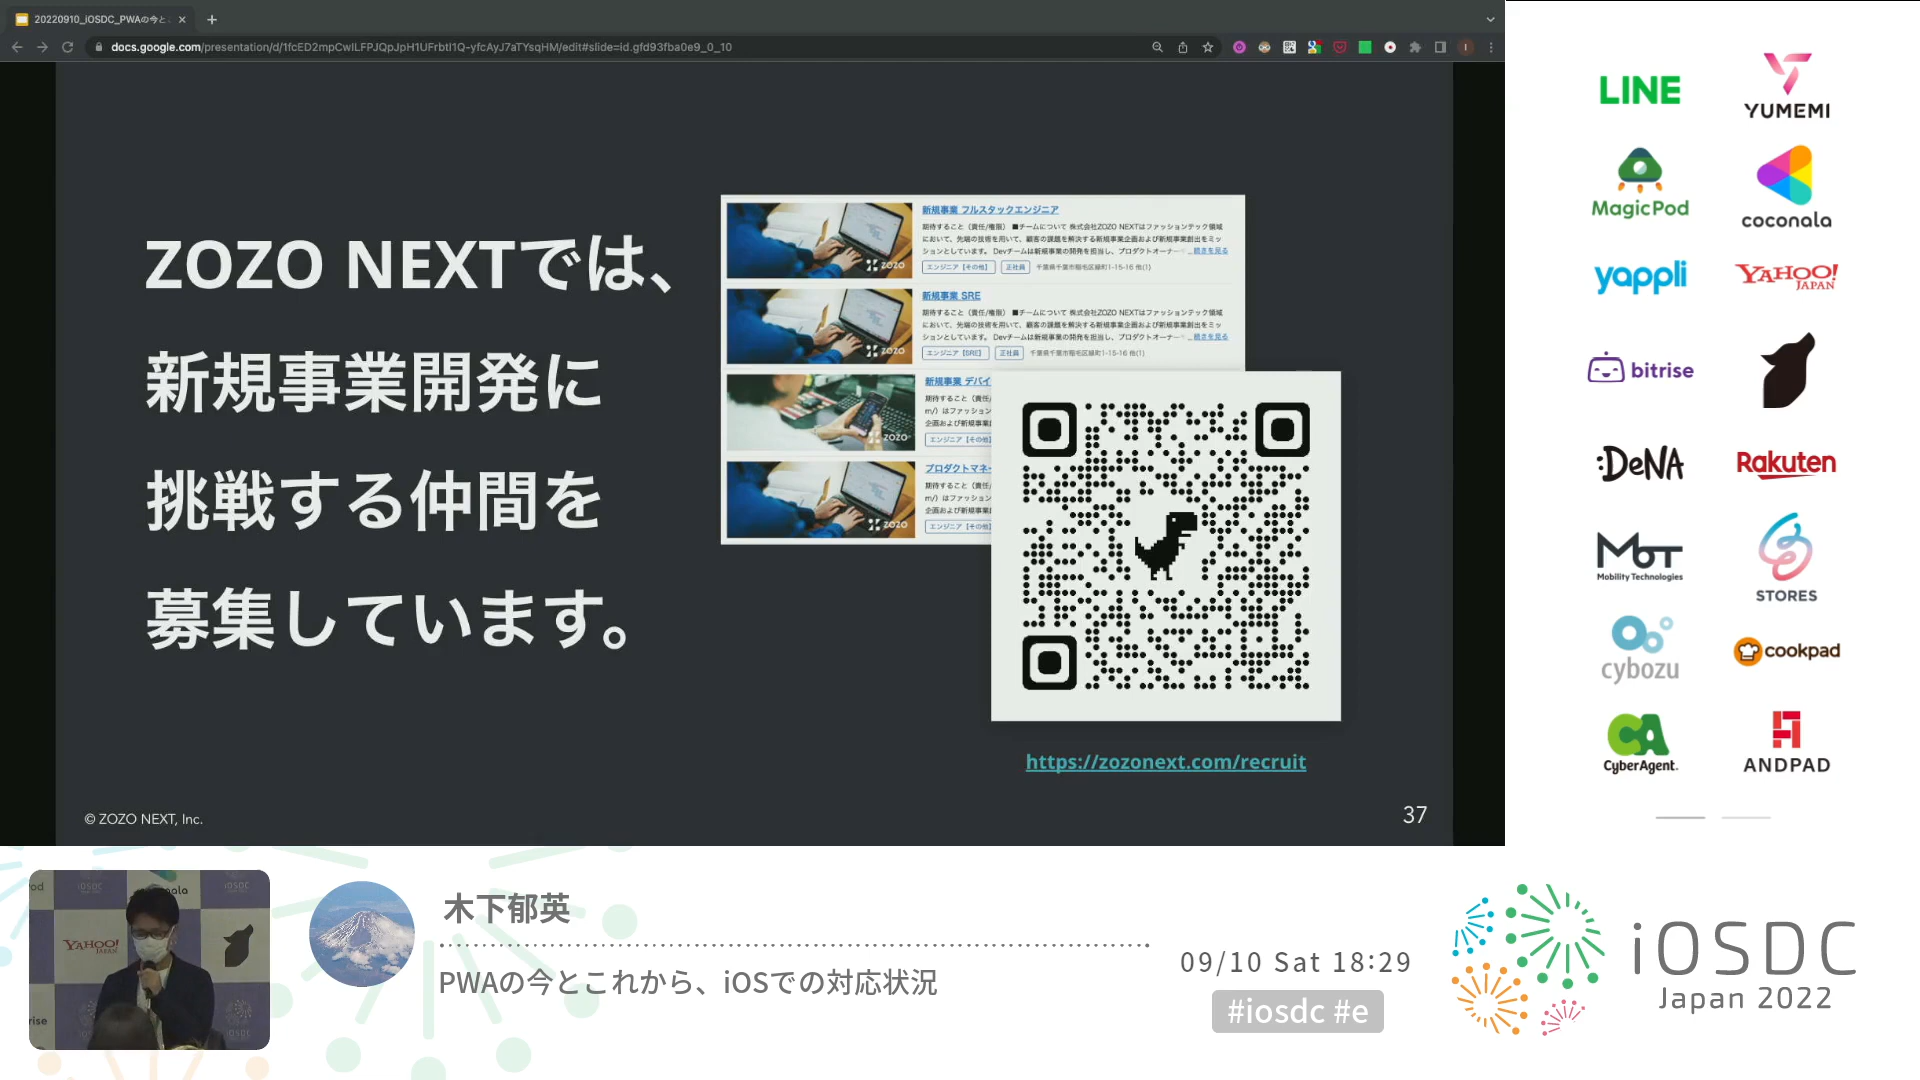 20220910_iOSDC_PWAの今と
docs.google.com/presentation/d/1fcED2mpCwILFPJQpJpH1UFrbtI1Q-yfcAyJ7aTYsqHM/edit#slide=id.gfd93fba0e9_0_10
ZOZO NEXTでは、
新規事業開発に
挑戦する仲間を
募集しています。
新規事業 フルスタックエンジニア
期待すること（責任/権限） ■チームについて 株式会社ZOZO NEXTはファッションテック領域
において、先端の技術を用いて、顧客の課題を解決する新規事業企画および新規事業創出をミッ
ションとしています。 Devチームは新規事業の開発を担当し、プロダクトオーナー ...続きを見る
エンジニア【その他】 正社員 千葉県千葉市稲毛区緑町1-15-16 他(1)
ZOZO
新規事業 SRE
期待すること（責任/権限） ■チームについて 株式会社ZOZO NEXTはファッションテック領域
において、先端の技術を用いて、顧客の課題を解決する新規事業企画および新規事業創出をミッ
ションとしています。 Devチームは新規事業の開発を担当し、プロダクトオーナー ...続きを見る
エンジニア【SRE】 正社員 千葉県千葉市稲毛区緑町1-15-16 他(1)
ZOZO
新規事業 デバイ
期待すること（責任/
m/）はファッション
企画および新規事業
エンジニア【その他
ZOZO
プロダクトマネー
期待すること（責任/
m/）はファッション
企画および新規事業
エンジニア【その他
ZOZO
https://zozonext.com/recruit
© ZOZO NEXT, Inc.
37
LINE
YUMEMI
MagicPod
coconala
yappli
YAHOO!
JAPAN
bitrise
:DeNA
Rakuten
MoT
Mobility Technologies
STORES
cybozu
cookpad
CA
CyberAgent.
ANDPAD
YAHOO!
JAPAN
木下郁英
PWAの今とこれから、iOSでの対応状況
09/10 Sat 18:29
#iosdc #e
iOSDC
Japan 2022